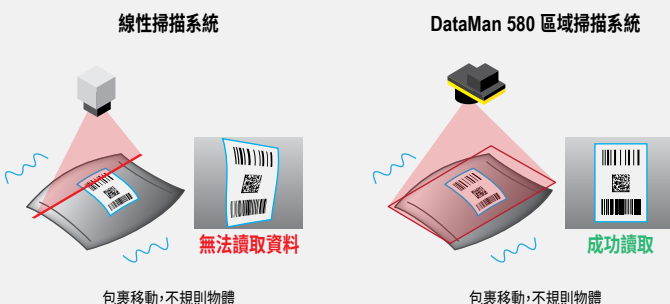 線性掃描系統
DataMan 580 區域掃描系統
無法讀取資料
成功讀取
包裹移動,不規則物體
包裹移動,不規則物體